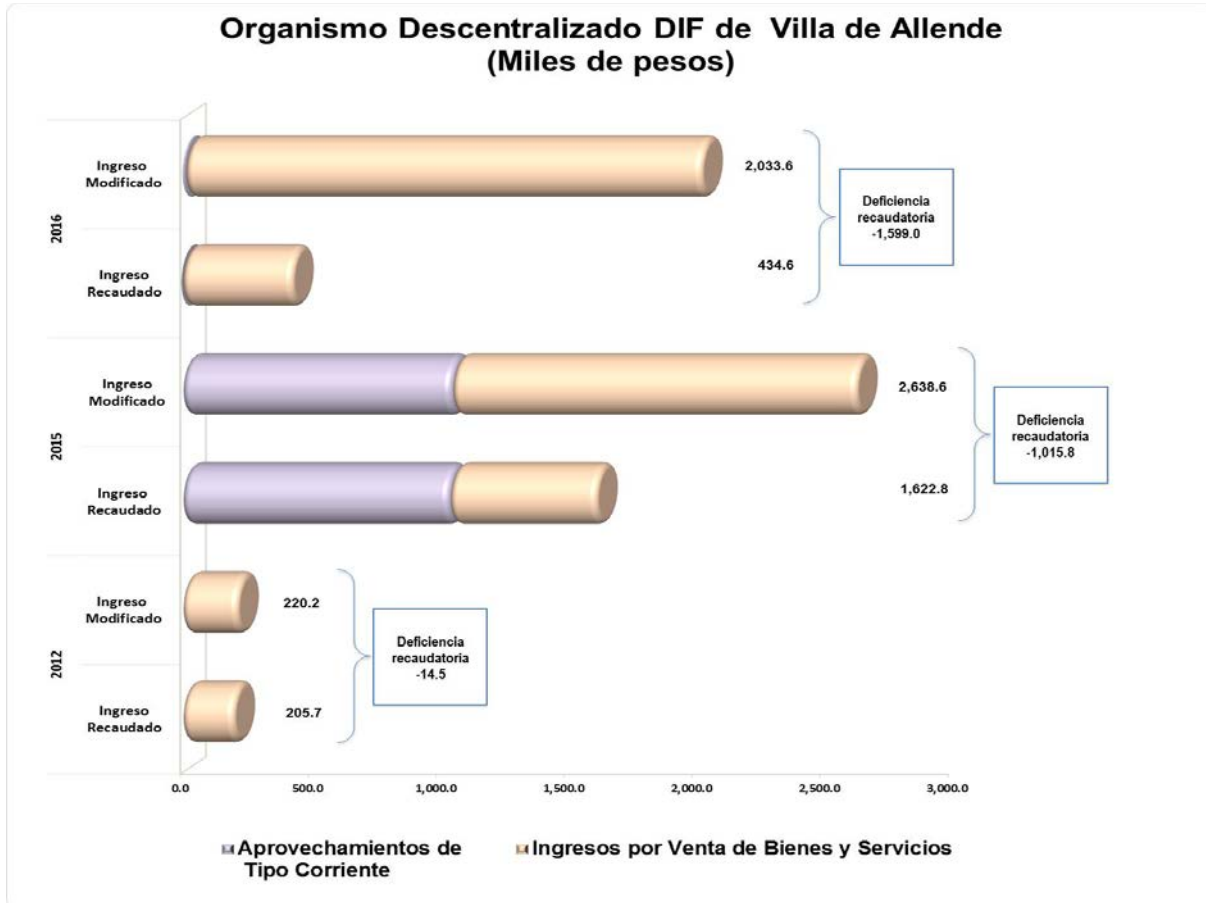 Organismo Descentralizado DIF de Villa de Allende
(Miles de pesos)
2016
Ingreso
Modificado
2,033.6
Ingreso
Recaudado
434.6
Deficiencia
recaudatoria
-1,599.0
2015
Ingreso
Modificado
2,638.6
Ingreso
Recaudado
1,622.8
Deficiencia
recaudatoria
-1,015.8
2012
Ingreso
Modificado
220.2
Ingreso
Recaudado
205.7
Deficiencia
recaudatoria
-14.5
0.0 500.0 1,000.0 1,500.0 2,000.0 2,500.0 3,000.0
Aprovechamientos de
Tipo Corriente
Ingresos por Venta de Bienes y Servicios